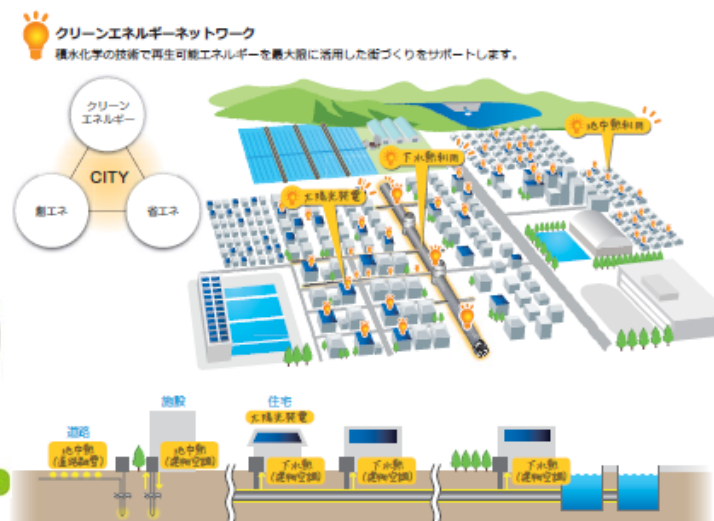 クリーンエネルギーネットワーク
積水化学の技術で再生可能エネルギーを最大限に活用した街づくりをサポートします。
クリーン
エネルギー
CITY
創エネ
省エネ
地中熱利用
下水熱利用
太陽光発電
道路
施設
住宅
太陽光発電
地中熱
(道路融雪)
地中熱
(建物空調)
下水熱
(建物空調)
下水熱
(建物空調)
下水熱
(建物空調)